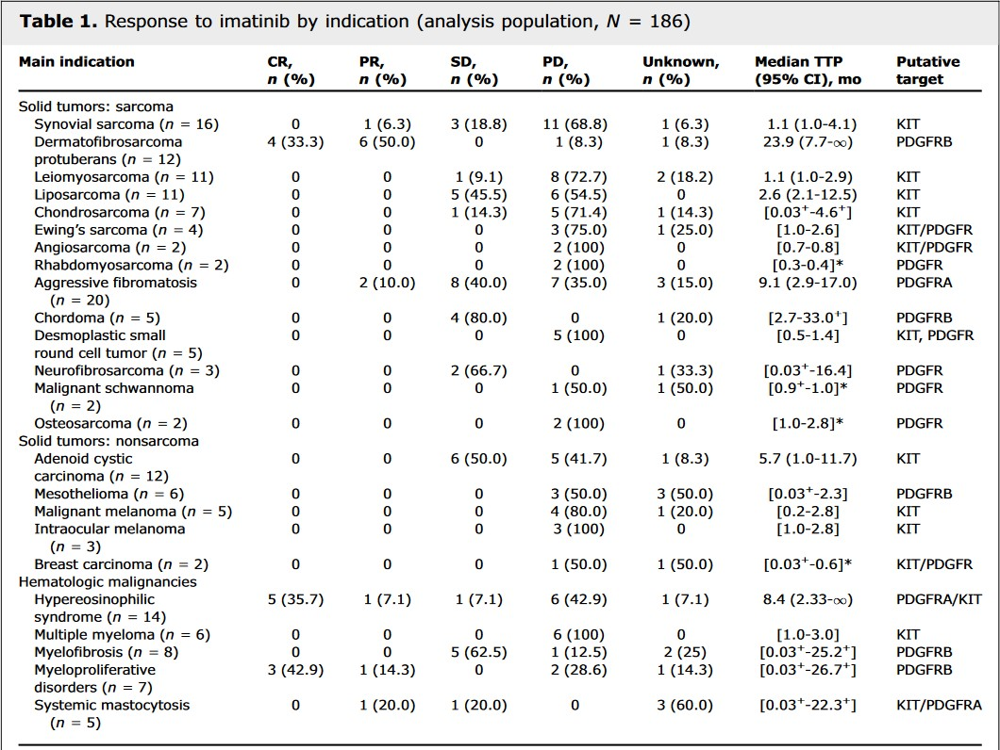 Table 1. Response to imatinib by indication (analysis population, N = 186)
Main indication CR, PR, SD, PD, Unknown, Median TTP Putative
n (%) n (%) n (%) n (%) n (%) (95% CI), mo target
Solid tumors: sarcoma
Synovial sarcoma (n = 16) 0 1 (6.3) 3 (18.8) 11 (68.8) 1 (6.3) 1.1 (1.0-4.1) KIT
Dermatofibrosarcoma 4 (33.3) 6 (50.0) 0 1 (8.3) 1 (8.3) 23.9 (7.7-∞) PDGFRB
protuberans (n = 12)
Leiomyosarcoma (n = 11) 0 0 1 (9.1) 8 (72.7) 2 (18.2) 1.1 (1.0-2.9) KIT
Liposarcoma (n = 11) 0 0 5 (45.5) 6 (54.5) 0 2.6 (2.1-12.5) KIT
Chondrosarcoma (n = 7) 0 0 1 (14.3) 5 (71.4) 1 (14.3) [0.03⁺-4.6⁺] KIT
Ewing's sarcoma (n = 4) 0 0 0 3 (75.0) 1 (25.0) [1.0-2.6] KIT/PDGFR
Angiosarcoma (n = 2) 0 0 0 2 (100) 0 [0.7-0.8] KIT/PDGFR
Rhabdomyosarcoma (n = 2) 0 0 0 2 (100) 0 [0.3-0.4]* PDGFR
Aggressive fibromatosis 0 2 (10.0) 8 (40.0) 7 (35.0) 3 (15.0) 9.1 (2.9-17.0) PDGFRA
(n = 20)
Chordoma (n = 5) 0 0 4 (80.0) 0 1 (20.0) [2.7-33.0⁺] PDGFRB
Desmoplastic small 0 0 0 5 (100) 0 [0.5-1.4] KIT, PDGFR
round cell tumor (n = 5)
Neurofibrosarcoma (n = 3) 0 0 2 (66.7) 0 1 (33.3) [0.03⁺-16.4] PDGFR
Malignant schwannoma 0 0 0 1 (50.0) 1 (50.0) [0.9⁺-1.0]* PDGFR
(n = 2)
Osteosarcoma (n = 2) 0 0 0 2 (100) 0 [1.0-2.8]* PDGFR
Solid tumors: nonsarcoma
Adenoid cystic 0 0 6 (50.0) 5 (41.7) 1 (8.3) 5.7 (1.0-11.7) KIT
carcinoma (n = 12)
Mesothelioma (n = 6) 0 0 0 3 (50.0) 3 (50.0) [0.03⁺-2.3] PDGFRB
Malignant melanoma (n = 5) 0 0 0 4 (80.0) 1 (20.0) [0.2-2.8] KIT
Intraocular melanoma 0 0 0 3 (100) 0 [1.0-2.8] KIT
(n = 3)
Breast carcinoma (n = 2) 0 0 0 1 (50.0) 1 (50.0) [0.03⁺-0.6]* KIT/PDGFR
Hematologic malignancies
Hypereosinophilic 5 (35.7) 1 (7.1) 1 (7.1) 6 (42.9) 1 (7.1) 8.4 (2.33-∞) PDGFRA/KIT
syndrome (n = 14)
Multiple myeloma (n = 6) 0 0 0 6 (100) 0 [1.0-3.0] KIT
Myelofibrosis (n = 8) 0 0 5 (62.5) 1 (12.5) 2 (25) [0.03⁺-25.2⁺] PDGFRB
Myeloproliferative 3 (42.9) 1 (14.3) 0 2 (28.6) 1 (14.3) [0.03⁺-26.7⁺] PDGFRB
disorders (n = 7)
Systemic mastocytosis 0 1 (20.0) 1 (20.0) 0 3 (60.0) [0.03⁺-22.3⁺] KIT/PDGFRA
(n = 5)